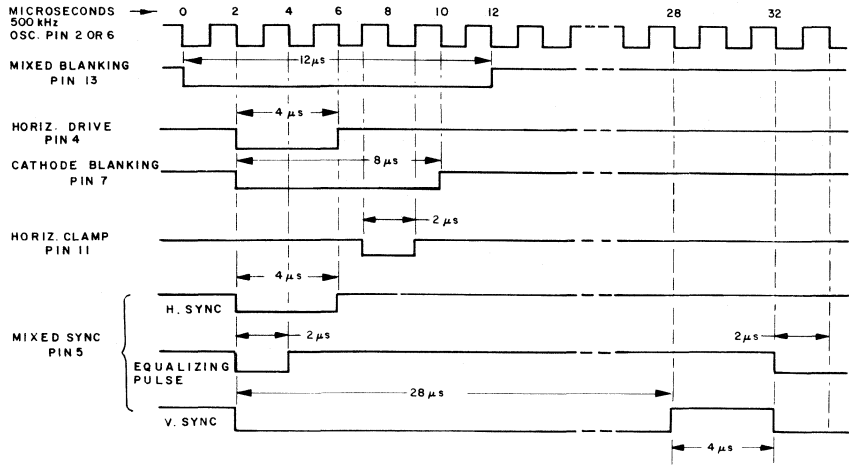 MICROSECONDS 0 2 4 6 8 10 12 28 32
500 kHz
OSC. PIN 2 OR 6
MIXED BLANKING
PIN 13
12 µs
HORIZ. DRIVE
PIN 4
4 µs
CATHODE BLANKING
PIN 7
8 µs
HORIZ. CLAMP
PIN 11
2 µs
4 µs
H. SYNC
MIXED SYNC
PIN 5
2 µs
2 µs
EQUALIZING
PULSE
28 µs
V. SYNC
4 µs